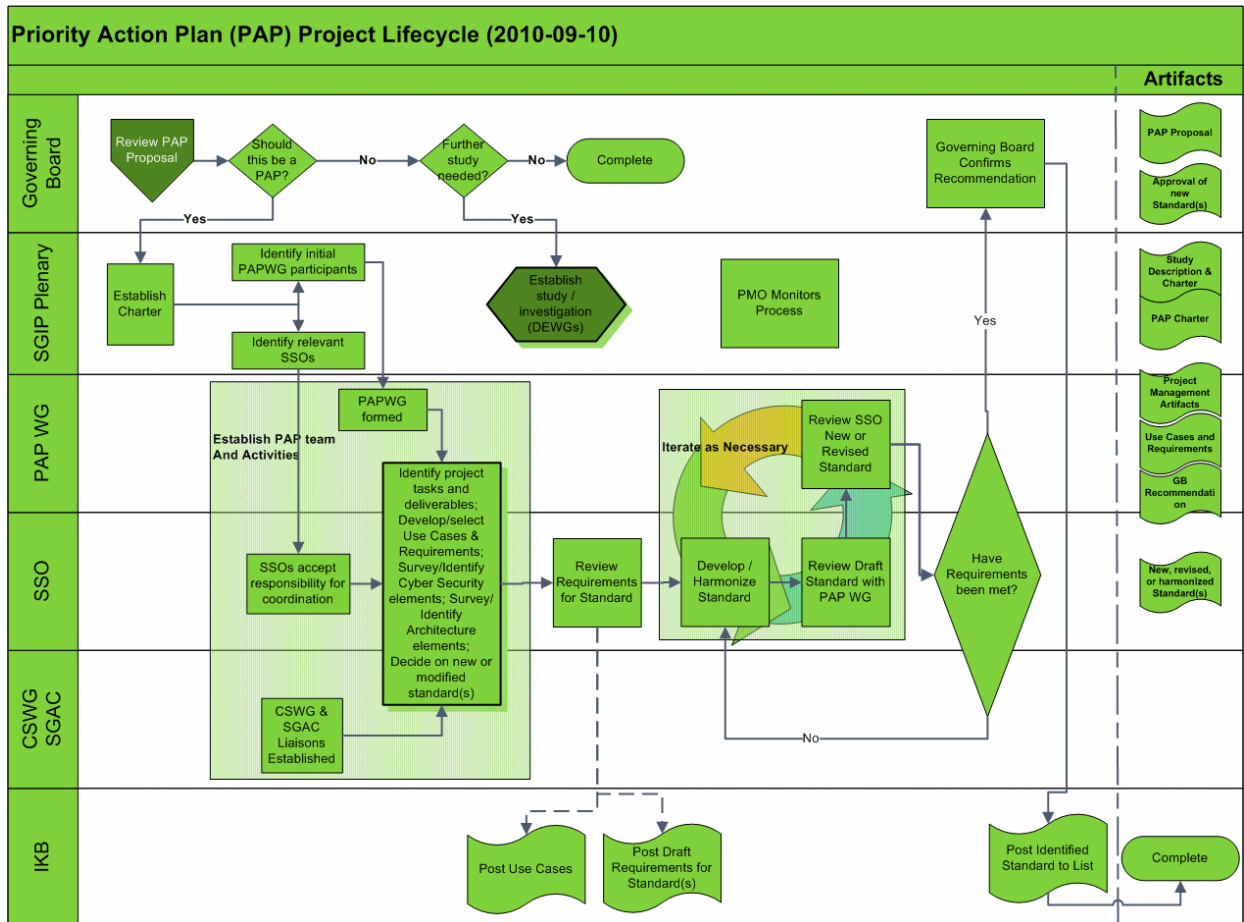 Priority Action Plan (PAP) Project Lifecycle (2010-09-10)
Artifacts
Governing
Board
Review PAP
Proposal
Should
this be a
PAP?
No
Further
study
needed?
No
Complete
Yes
Yes
Governing Board
Confirms
Recommendation
PAP Proposal
Approval of
new
Standard(s)
SGIP Plenary
Establish
Charter
Identify initial
PAPWG participants
Identify relevant
SSOs
Establish
study /
investigation
(DEWGs)
PMO Monitors
Process
Yes
Study
Description &
Charter
PAP Charter
PAP WG
PAPWG
formed
Establish PAP team
And Activities
Identify project
tasks and
deliverables;
Develop/select
Use Cases &
Requirements;
Survey/Identify
Cyber Security
elements; Survey/
Identify
Architecture
elements;
Decide on new or
modified
standard(s)
Iterate as Necessary
Review SSO
New or
Revised
Standard
Project
Management
Artifacts
Use Cases and
Requirements
GB
Recommendati
on
SSO
SSOs accept
responsibility for
coordination
Review
Requirements
for Standard
Develop /
Harmonize
Standard
Review Draft
Standard with
PAP WG
Have
Requirements
been met?
New, revised,
or harmonized
Standard(s)
CSWG
SGAC
CSWG &
SGAC
Liaisons
Established
No
IKB
Post Use Cases
Post Draft
Requirements for
Standard(s)
Post Identified
Standard to List
Complete